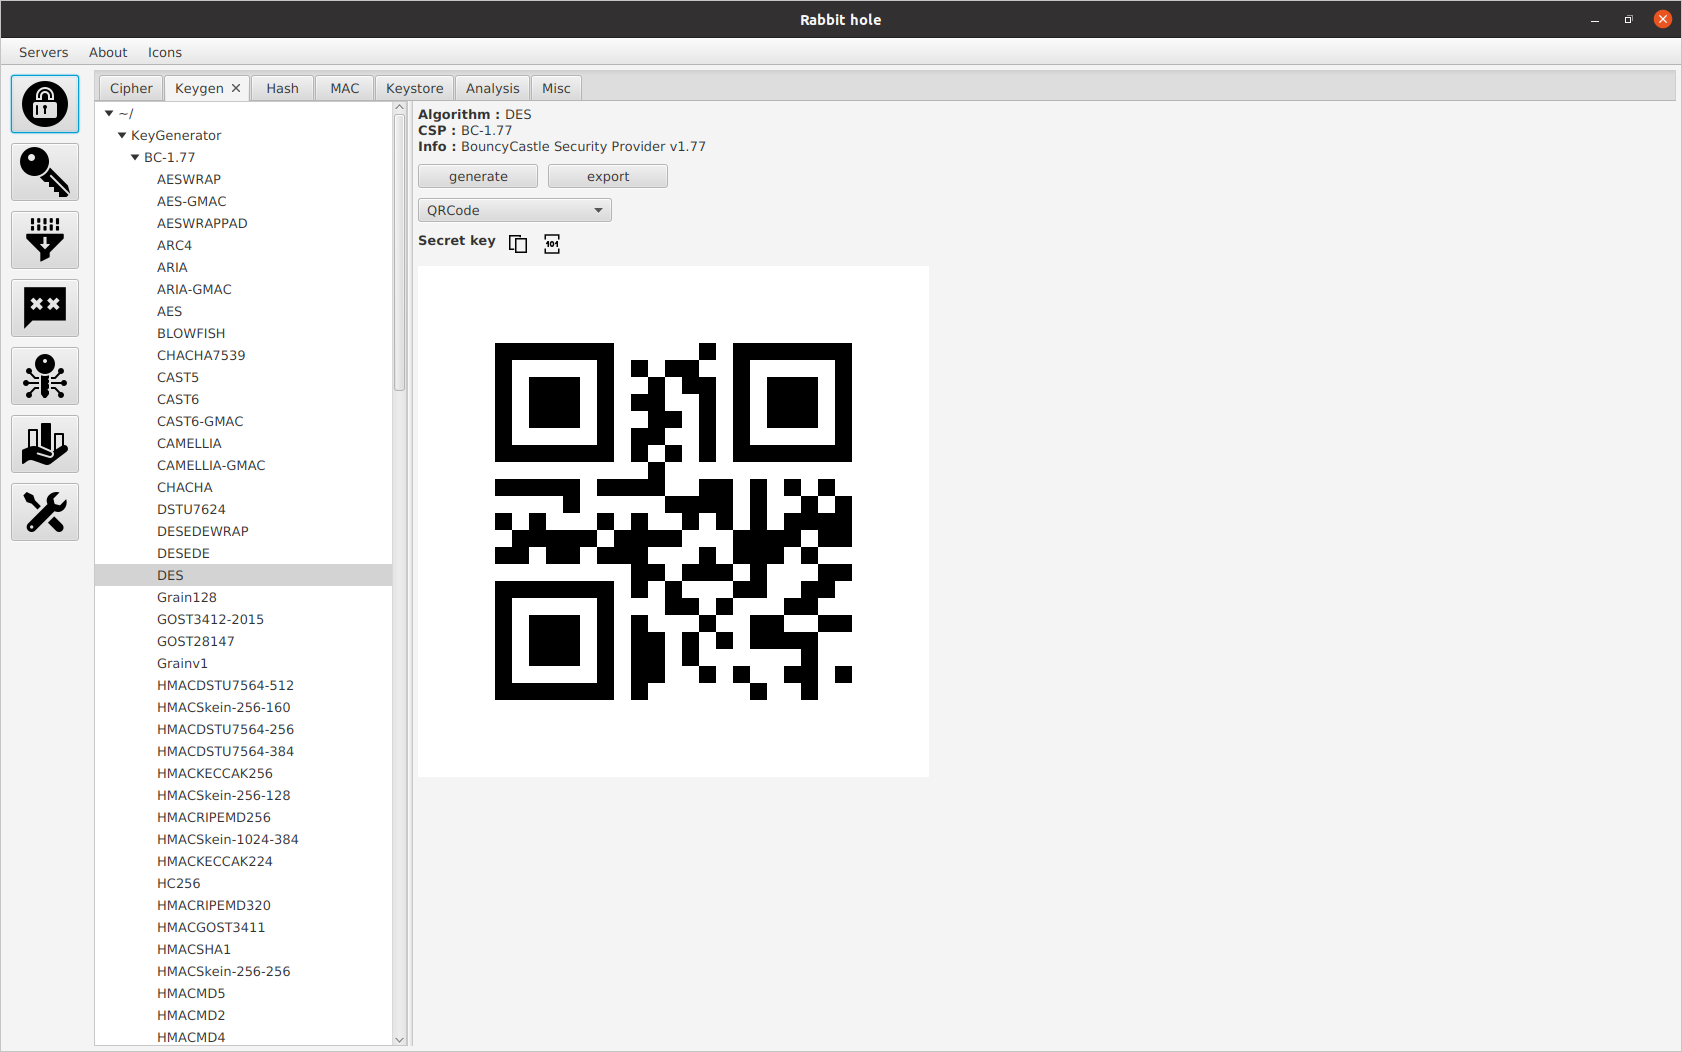 Rabbit hole
Servers About Icons
Cipher Keygen Hash MAC Keystore Analysis Misc
~/
KeyGenerator
BC-1.77
AESWRAP
AES-GMAC
AESWRAPPAD
ARC4
ARIA
ARIA-GMAC
AES
BLOWFISH
CHACHA7539
CAST5
CAST6
CAST6-GMAC
CAMELLIA
CAMELLIA-GMAC
CHACHA
DSTU7624
DESEDEWRAP
DESEDE
DES
Grain128
GOST3412-2015
GOST28147
Grainv1
HMACDSTU7564-512
HMACSkein-256-160
HMACDSTU7564-256
HMACDSTU7564-384
HMACKECCAK256
HMACSkein-256-128
HMACRIPEMD256
HMACSkein-1024-384
HMACKECCAK224
HC256
HMACRIPEMD320
HMACGOST3411
HMACSHA1
HMACSkein-256-256
HMACMD5
HMACMD2
HMACMD4
Algorithm : DES
CSP : BC-1.77
Info : BouncyCastle Security Provider v1.77
generate export
QRCode
Secret key
101